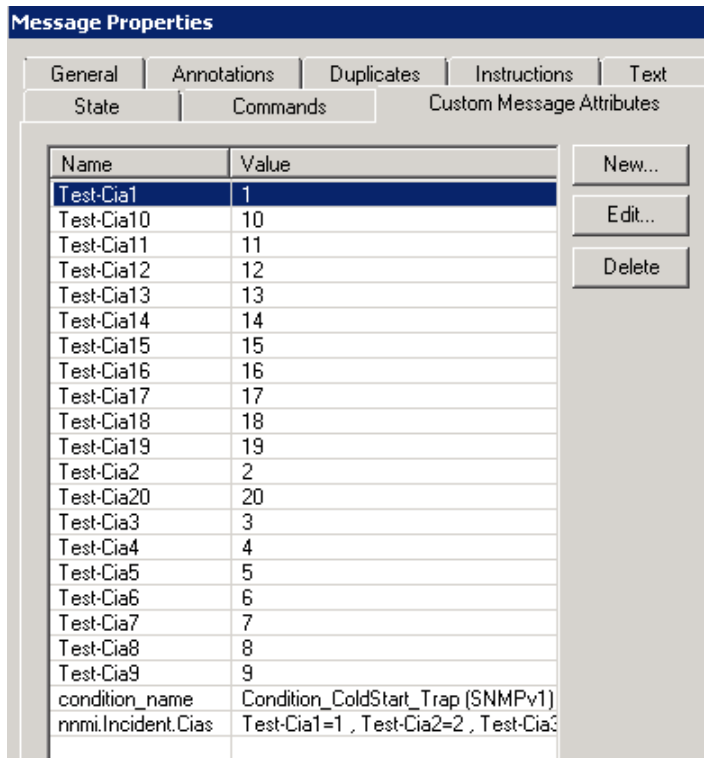 Message Properties
General Annotations Duplicates Instructions Text
State Commands Custom Message Attributes
Name Value
Test-Cia1 1
Test-Cia10 10
Test-Cia11 11
Test-Cia12 12
Test-Cia13 13
Test-Cia14 14
Test-Cia15 15
Test-Cia16 16
Test-Cia17 17
Test-Cia18 18
Test-Cia19 19
Test-Cia2 2
Test-Cia20 20
Test-Cia3 3
Test-Cia4 4
Test-Cia5 5
Test-Cia6 6
Test-Cia7 7
Test-Cia8 8
Test-Cia9 9
condition_name Condition_ColdStart_Trap (SNMPv1)
nnmi.Incident.Cias Test-Cia1=1 , Test-Cia2=2 , Test-Cia3
New...
Edit...
Delete